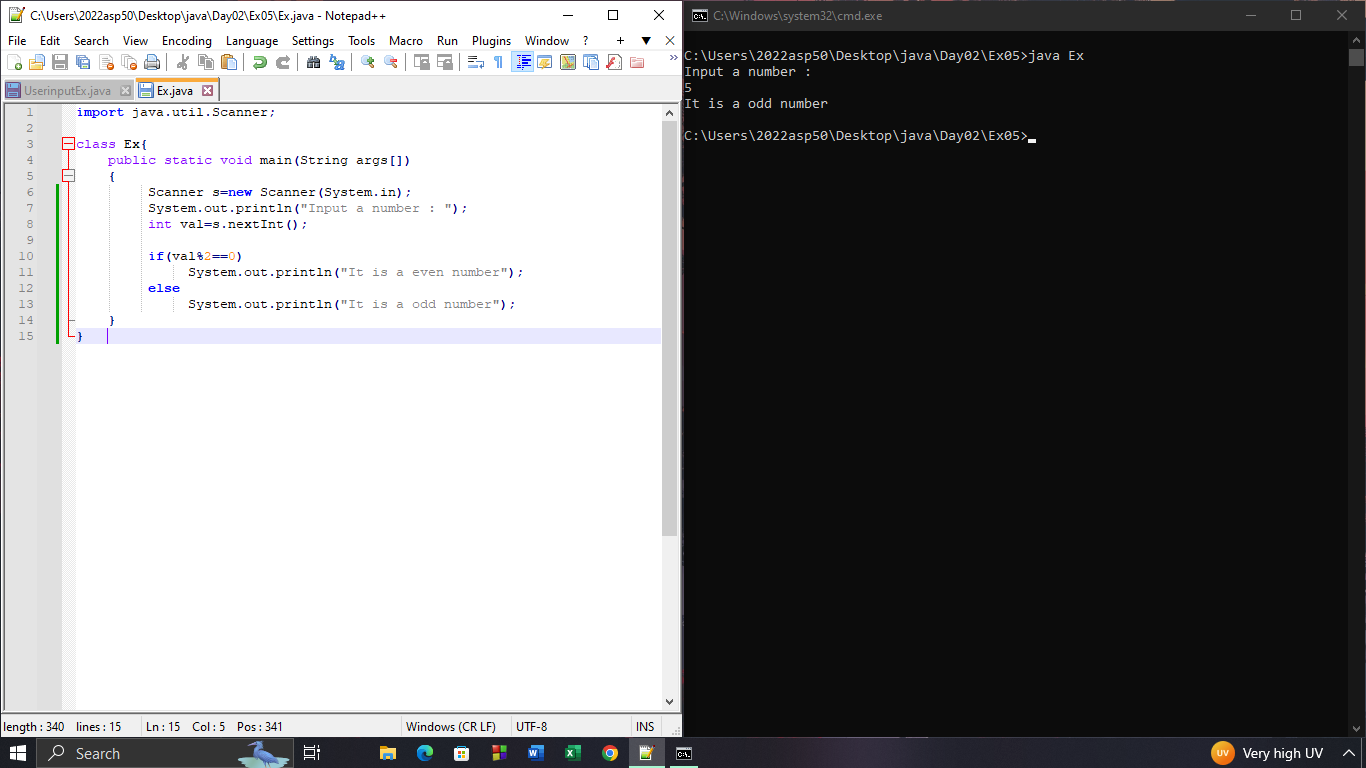 C:\Users\2022asp50\Desktop\java\Day02\Ex05\Ex.java - Notepad++
File Edit Search View Encoding Language Settings Tools Macro Run Plugins Window ? + ▼ X
UserinputEx.java
Ex.java
1 import java.util.Scanner;
2
3 class Ex{
4 public static void main(String args[])
5 {
6 Scanner s=new Scanner(System.in);
7 System.out.println("Input a number : ");
8 int val=s.nextInt();
9
10 if(val%2==0)
11 System.out.println("It is a even number");
12 else
13 System.out.println("It is a odd number");
14 }
15 }
length : 340 lines : 15 Ln : 15 Col : 5 Pos : 341 Windows (CR LF) UTF-8 INS
C:\Windows\system32\cmd.exe
C:\Users\2022asp50\Desktop\java\Day02\Ex05>java Ex
Input a number :
5
It is a odd number
C:\Users\2022asp50\Desktop\java\Day02\Ex05>
Search
UV Very high UV